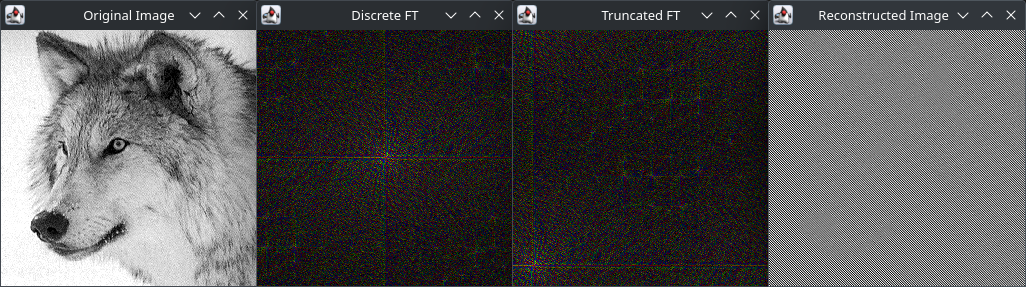 Original Image
Discrete FT
Truncated FT
Reconstructed Image